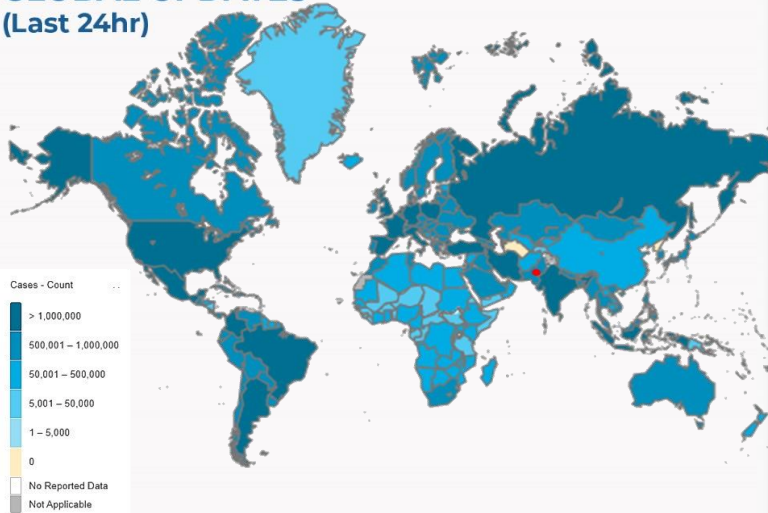 (Last 24hr)
Cases - Count
> 1,000,000
500,001 – 1,000,000
50,001 – 500,000
5,001 – 50,000
1 – 5,000
0
No Reported Data
Not Applicable